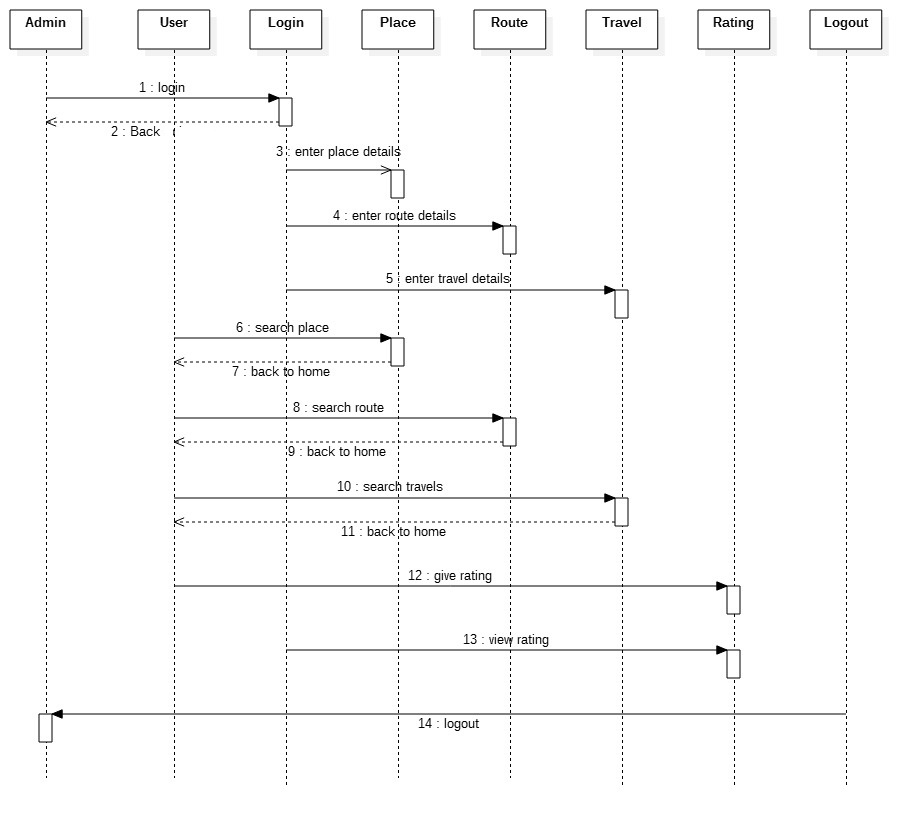 Admin User Login Place Route Travel Rating Logout
1 : login
2 : Back
3 : enter place details
4 : enter route details
5 : enter travel details
6 : search place
7 : back to home
8 : search route
9 : back to home
10 : search travels
11 : back to home
12 : give rating
13 : view rating
14 : logout